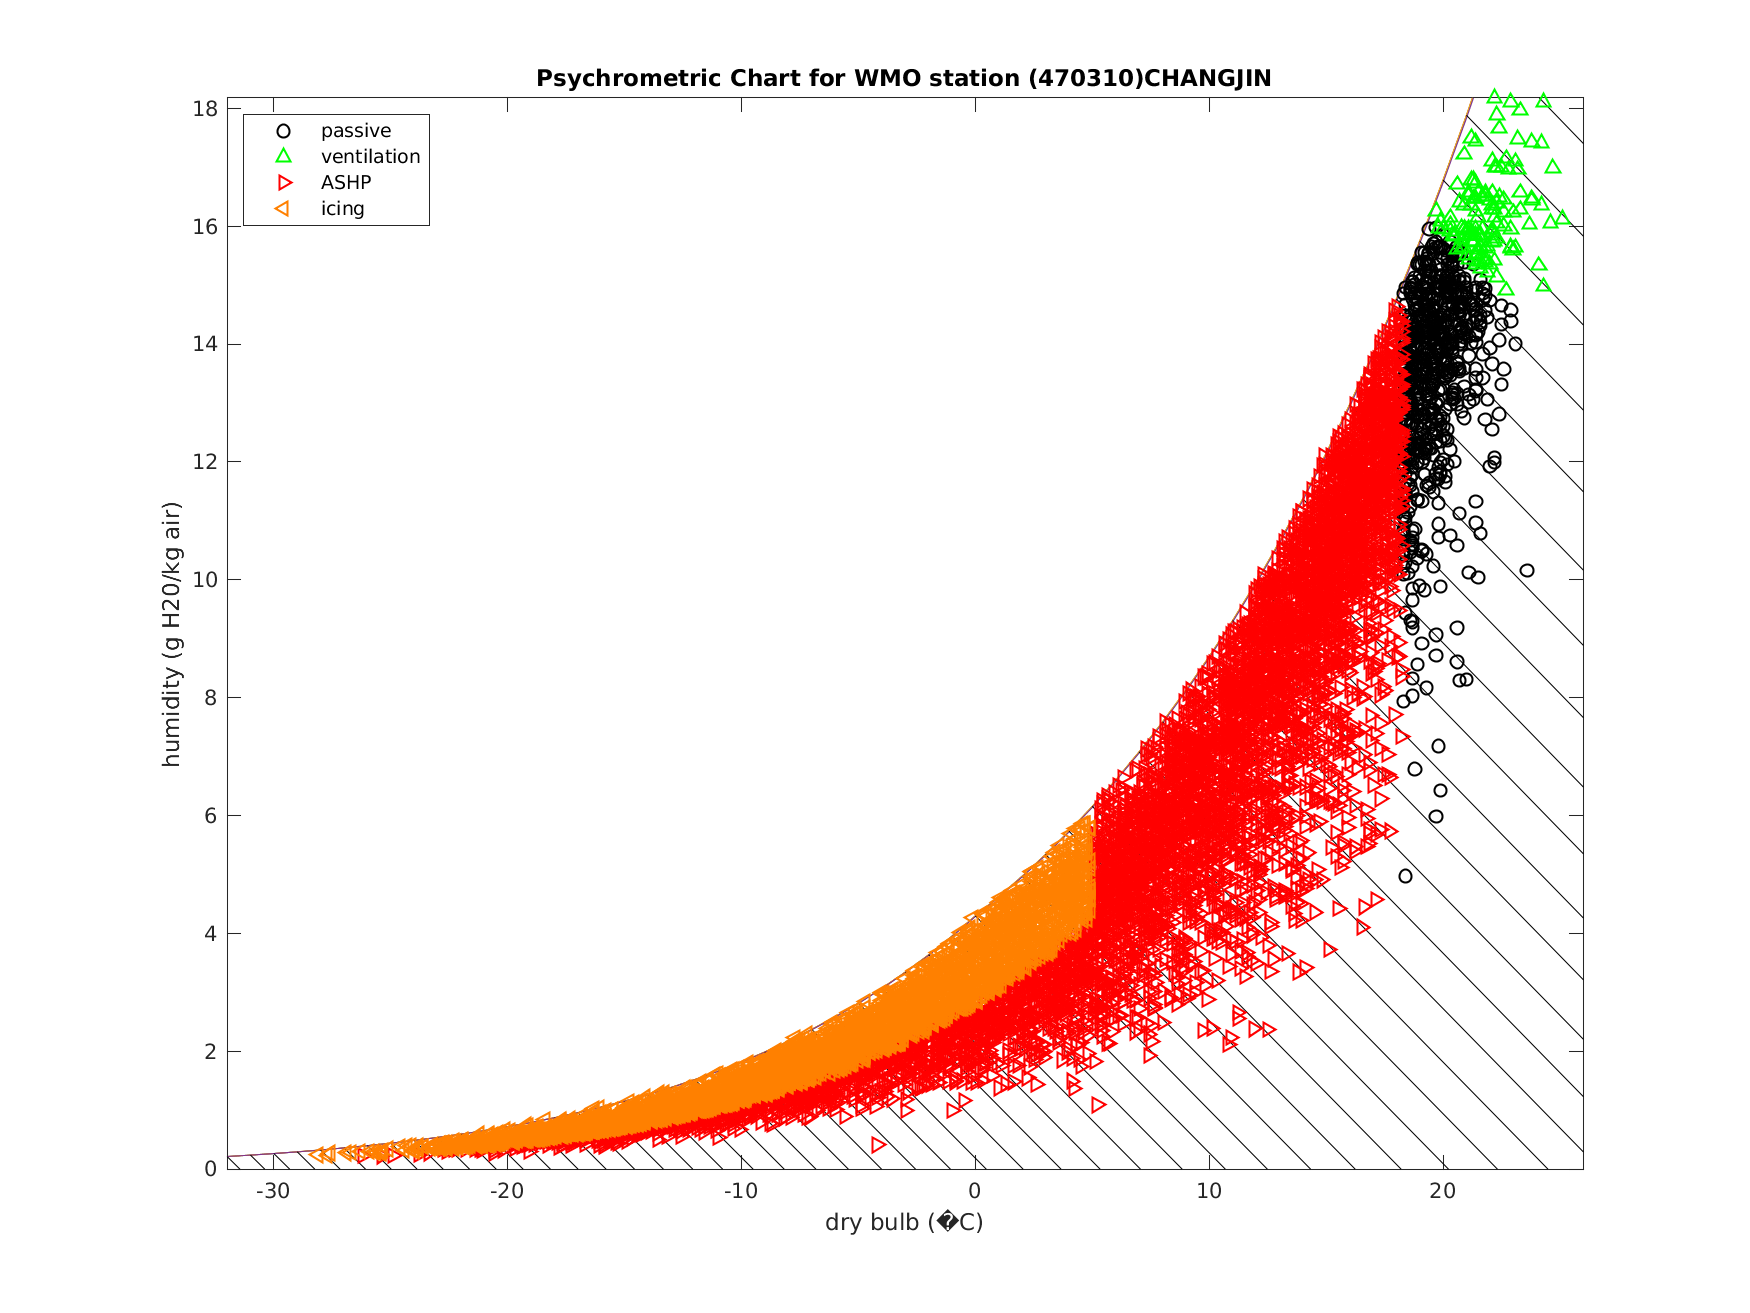 Psychrometric Chart for WMO station (470310)CHANGJIN
passive
ventilation
ASHP
icing
humidity (g H20/kg air)
18
16
14
12
10
8
6
4
2
0
-30 -20 -10 0 10 20
dry bulb (�C)